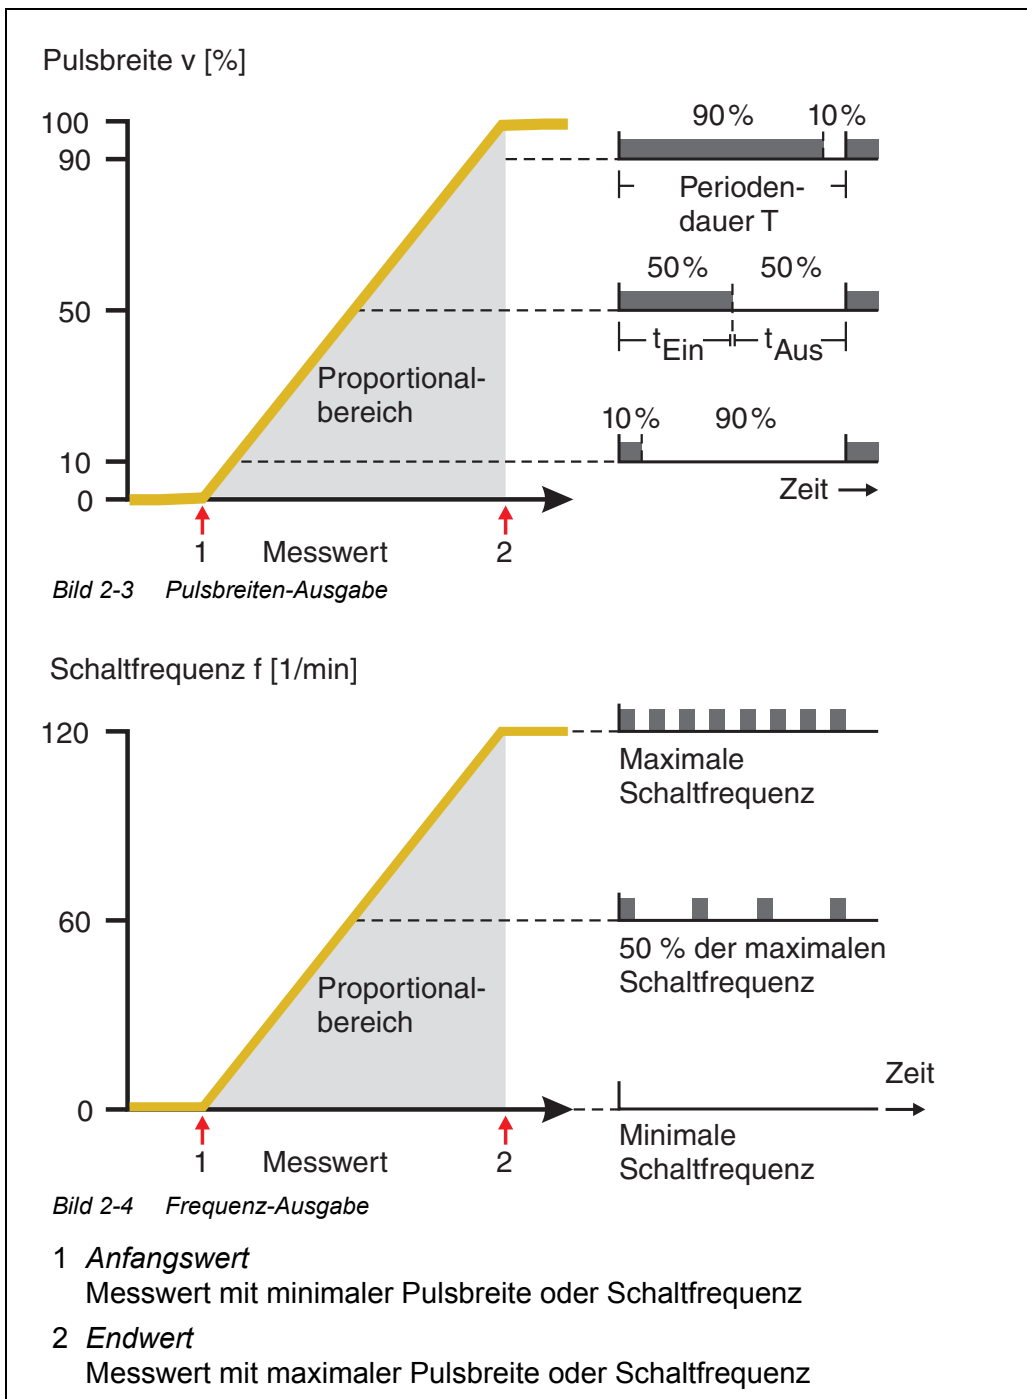 Pulsbreite v [%]
100
90
50
10
0
Proportional-
bereich
1 Messwert 2
90 % 10 %
Perioden-
dauer T
50 % 50 %
tEin tAus
10 % 90 %
Zeit
Bild 2-3 Pulsbreiten-Ausgabe
Schaltfrequenz f [1/min]
120
60
0
Proportional-
bereich
1 Messwert 2
Maximale
Schaltfrequenz
50 % der maximalen
Schaltfrequenz
Zeit
Minimale
Schaltfrequenz
Bild 2-4 Frequenz-Ausgabe
1 Anfangswert
Messwert mit minimaler Pulsbreite oder Schaltfrequenz
2 Endwert
Messwert mit maximaler Pulsbreite oder Schaltfrequenz